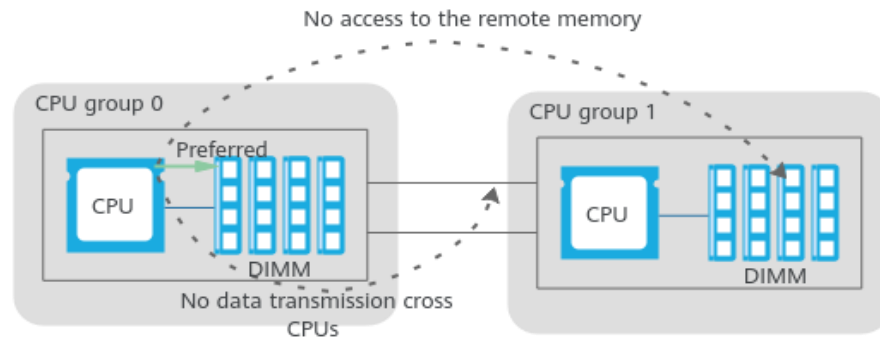 No access to the remote memory
CPU group 0
CPU group 1
Preferred
CPU
CPU
DIMM
DIMM
No data transmission cross
CPUs